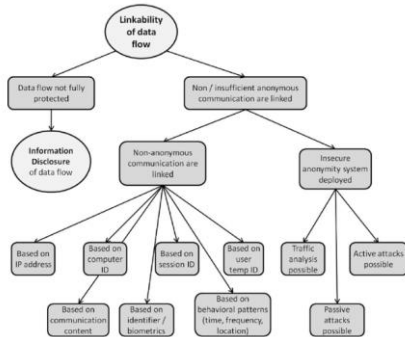 Linkability
of data
flow
Data flow not fully
protected
Non / insufficient anonymous
communication are linked
Information
Disclosure
of data flow
Non-anonymous
communication are
linked
Insecure
anonymity system
deployed
Based on
IP address
Based on
computer
ID
Based on
session ID
Based on
user
temp ID
Traffic
analysis
possible
Active attacks
possible
Based on
communication
content
Based on
identifier /
biometrics
Based on
behavioral patterns
(time, frequency,
location)
Passive
attacks
possible